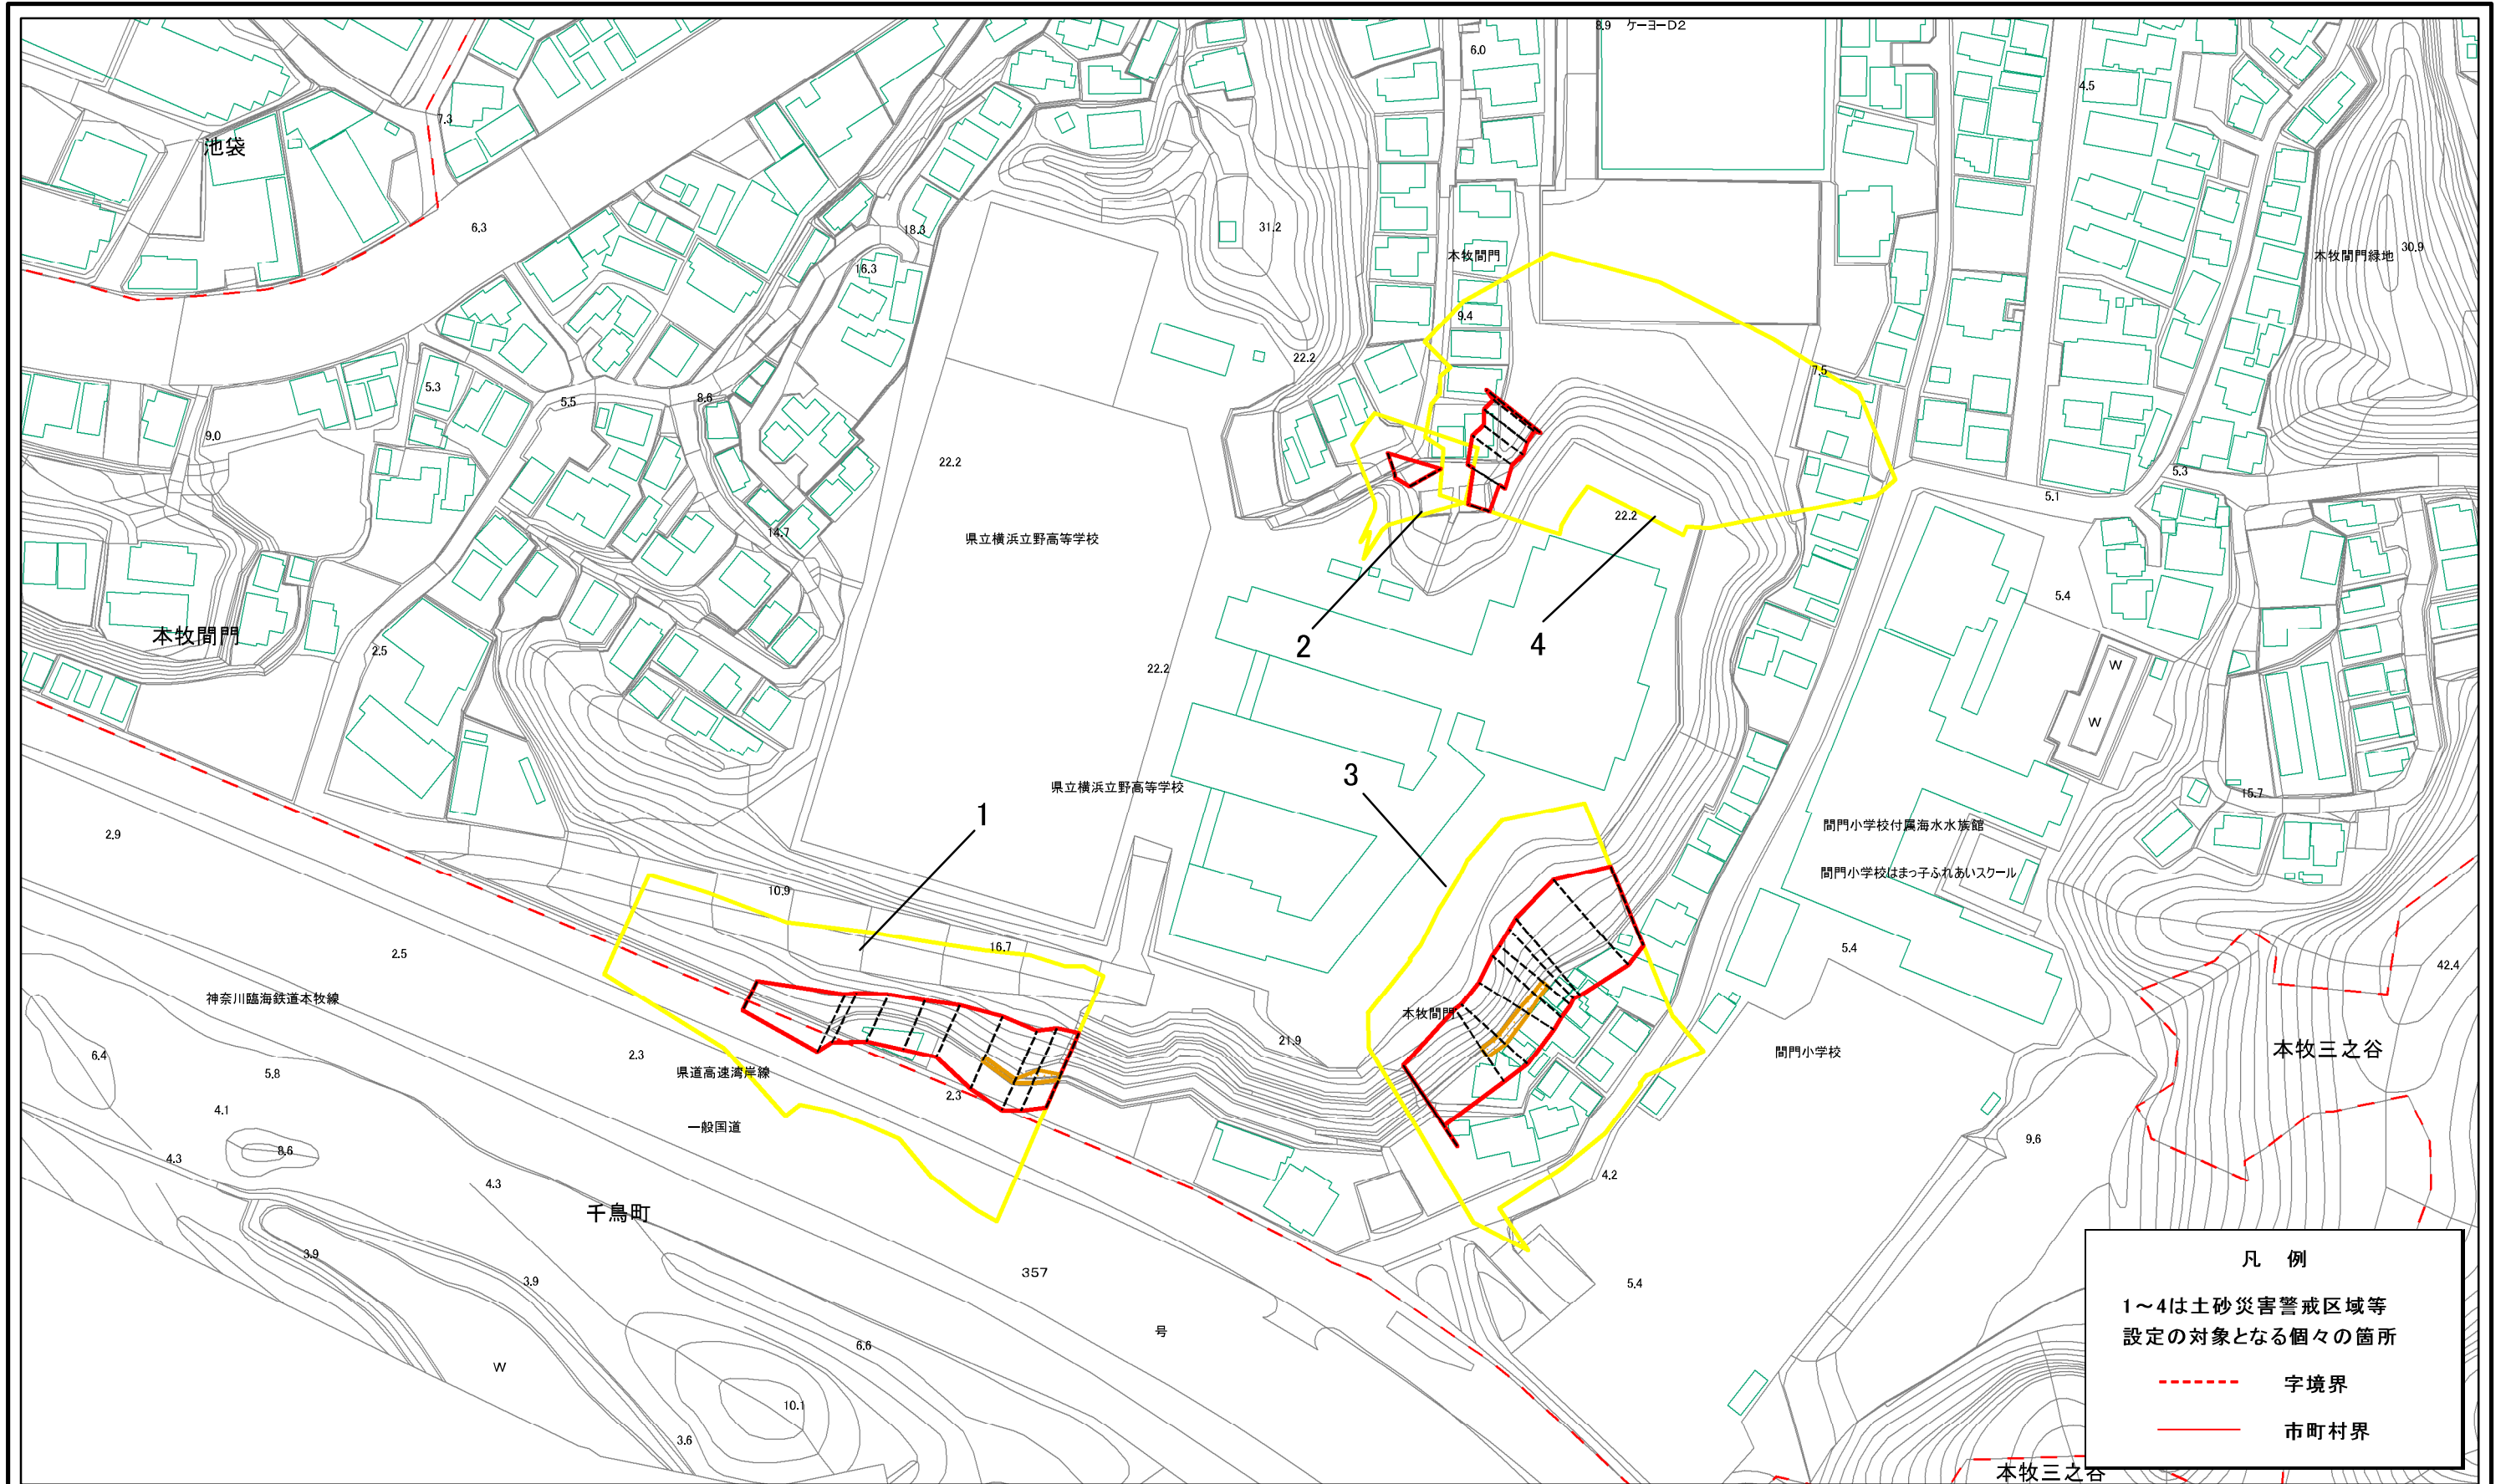 8.9 ケーヨーD2
6.0
4.5
7.3
池袋
6.3
18.3
31.2
本牧間門
本牧間門緑地
30.9
16.3
9.4
22.2
7.5
5.3
5.5
8.6
9.0
22.2
5.3
5.1
22.2
14.7
県立横浜立野高等学校
5.4
本牧間門
2.5
2
4
22.2
W
W
3
県立横浜立野高等学校
15.7
1
2.9
間門小学校付属海水水族館
間門小学校はまっ子ふれあいスクール
10.9
16.7
5.4
2.5
42.4
神奈川臨海鉄道本牧線
本牧間門
21.9
2.3
6.4
間門小学校
本牧三之谷
5.8
県道高速湾岸線
2.3
4.1
一般国道
9.6
8.6
4.3
4.3
4.2
千鳥町
3.9
3.9
357
5.4
号
6.6
W
10.1
3.6
凡 例
1～4は土砂災害警戒区域等
設定の対象となる個々の箇所
字境界
市町村界
本牧三之谷